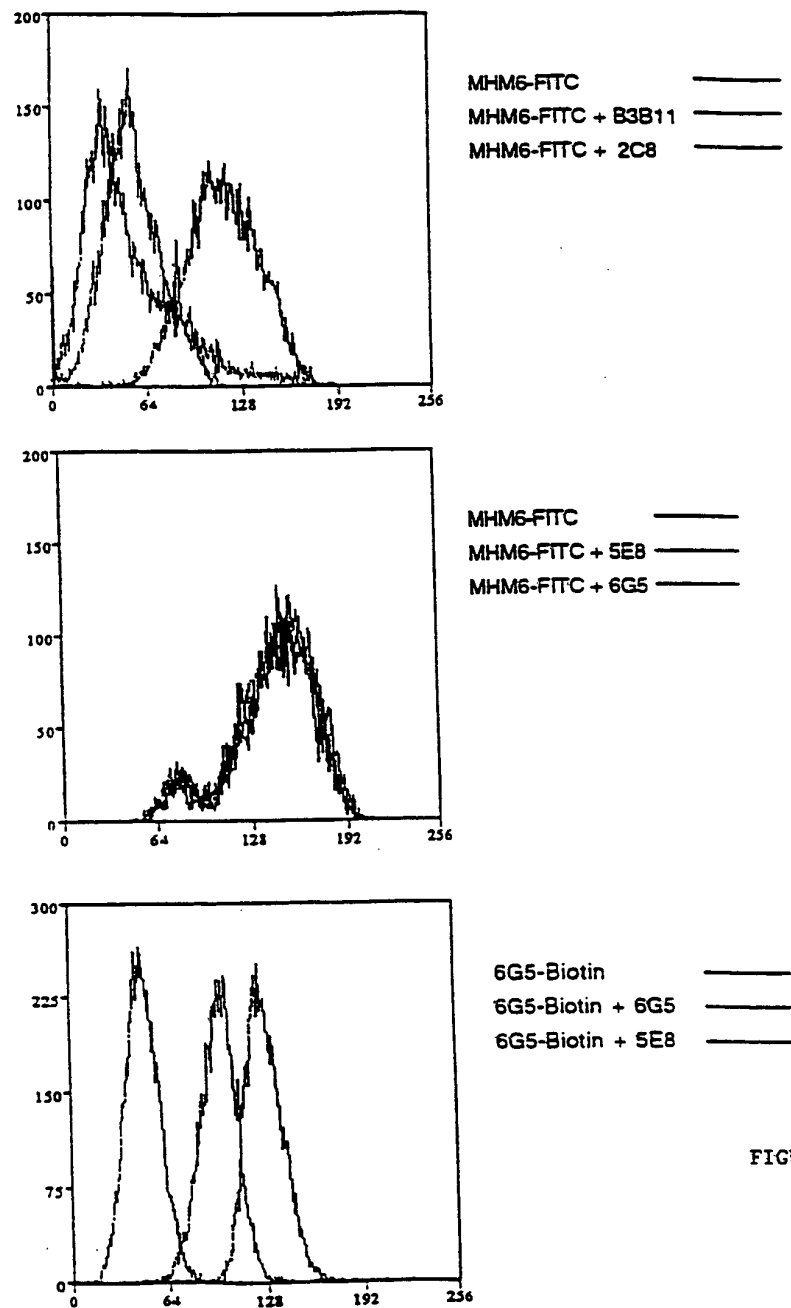 200
150
100
50
0
0 64 128 192 256
MHM6-FITC
MHM6-FITC + B3B11
MHM6-FITC + 2C8
200
150
100
50
0
0 64 128 192 256
MHM6-FITC
MHM6-FITC + 5E8
MHM6-FITC + 6G5
300
225
150
75
0
0 64 128 192 256
6G5-Biotin
6G5-Biotin + 6G5
6G5-Biotin + 5E8
FIG